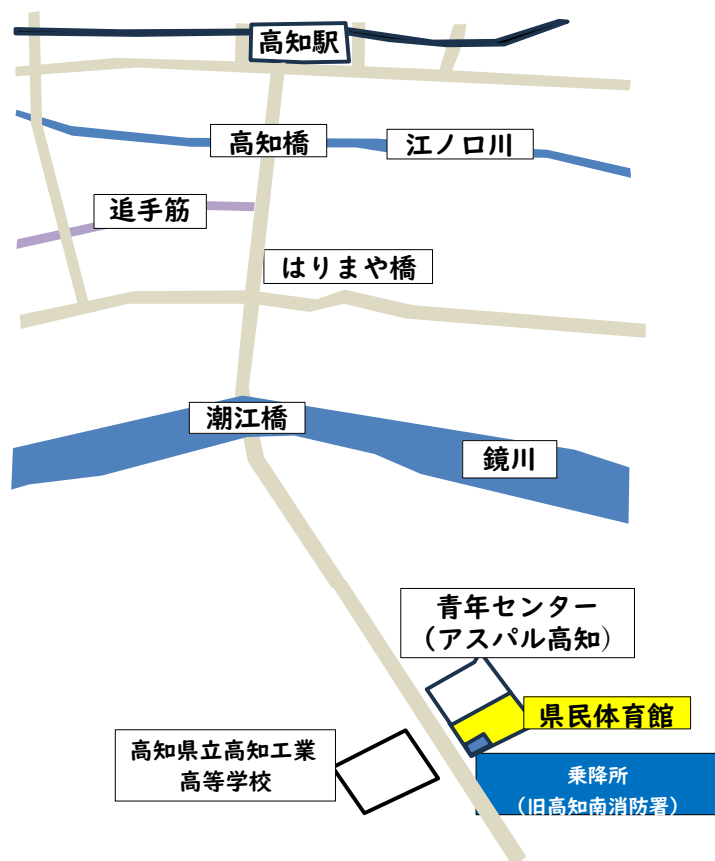 高知駅
高知橋
江ノ口川
追手筋
はりまや橋
潮江橋
鏡川
青年センター
（アスパル高知）
県民体育館
高知県立高知工業
高等学校
乗降所
（旧高知南消防署）